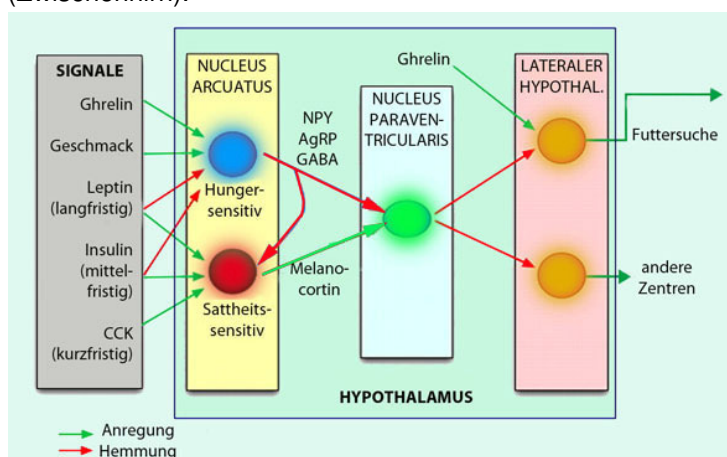 (Zwischenhirn).
SIGNALE
Ghrelin
Geschmack
Leptin
(langfristig)
Insulin
(mittel-
fristig)
CCK
(kurzfristig)
NUCLEUS
ARCUATUS
Hunger-
sensitiv
Sattheits-
sensitiv
NPY
AgRP
GABA
Melano-
cortin
NUCLEUS
PARAVEN-
TRICULARIS
Ghrelin
LATERALER
HYPOTHAL.
Futtersuche
andere
Zentren
HYPOTHALAMUS
Anregung
Hemmung